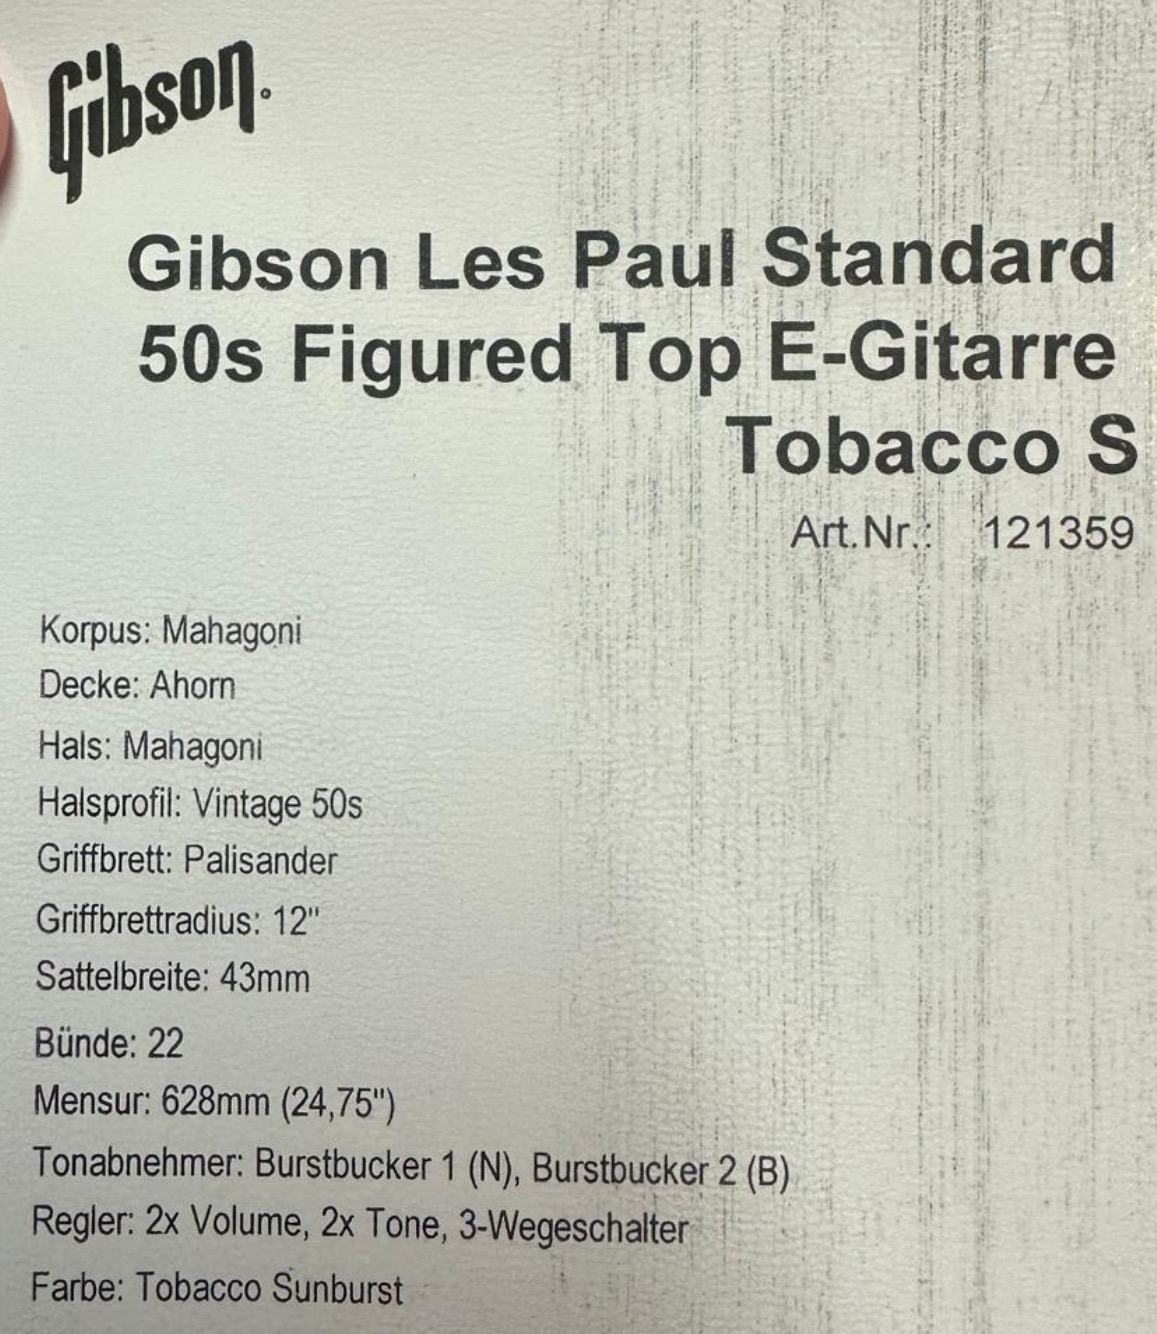 Gibson
Gibson Les Paul Standard
50s Figured Top E-Gitarre
Tobacco S
Art.Nr.: 121359
Korpus: Mahagoni
Decke: Ahorn
Hals: Mahagoni
Halsprofil: Vintage 50s
Griffbrett: Palisander
Griffbrettradius: 12"
Sattelbreite: 43mm
Bünde: 22
Mensur: 628mm (24,75")
Tonabnehmer: Burstbucker 1 (N), Burstbucker 2 (B)
Regler: 2x Volume, 2x Tone, 3-Wegeschalter
Farbe: Tobacco Sunburst